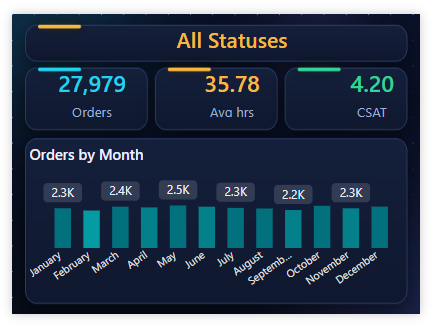 All Statuses
27,979
35.78
4.20
Orders
Avg hrs
CSAT
Orders by Month
2.3K 2.4K 2.5K 2.3K 2.2K 2.3K
January February March April May June July August Septemb... October November December